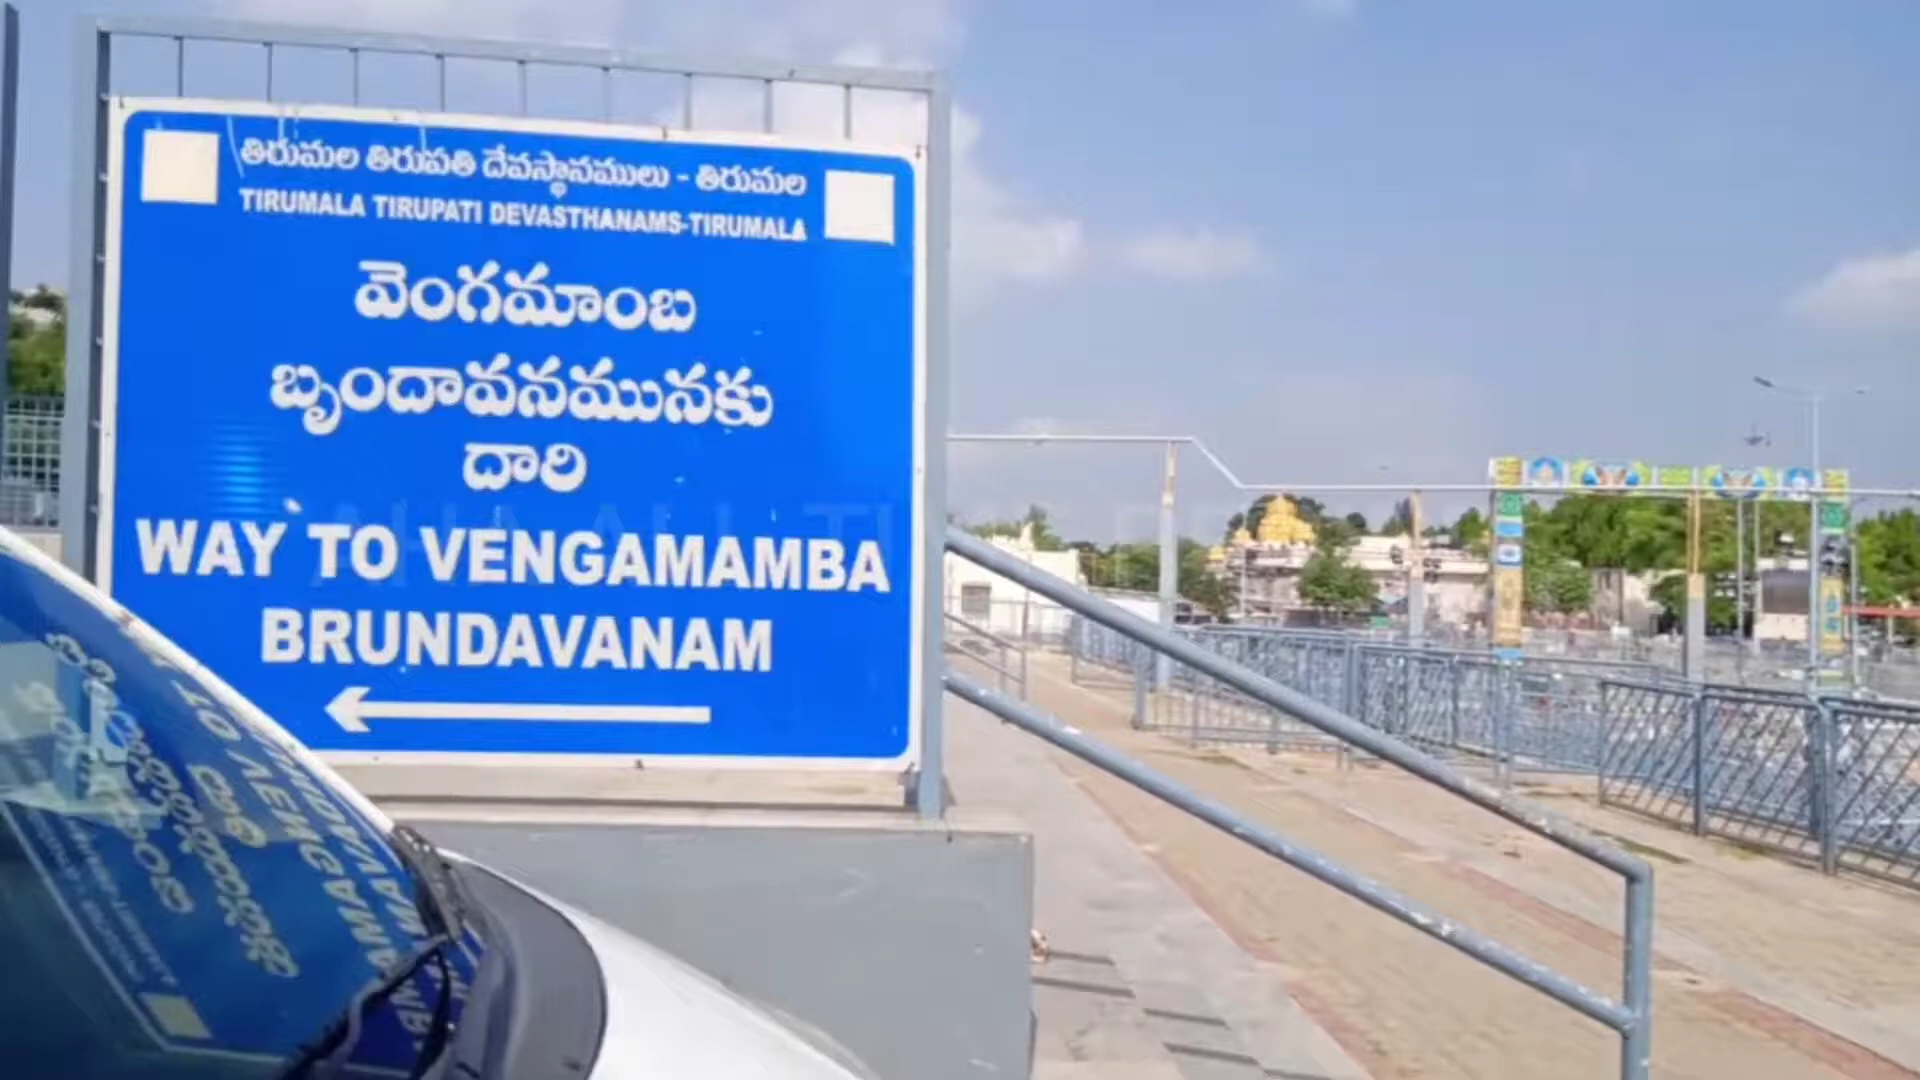 తిరుమల తిరుపతి దేవస్థానములు - తిరుమల
TIRUMALA TIRUPATI DEVASTHANAMS-TIRUMALA
వెంగమాంబ
బృందావనమునకు
దారి
WAY TO VENGAMAMBA
BRUNDAVANAM